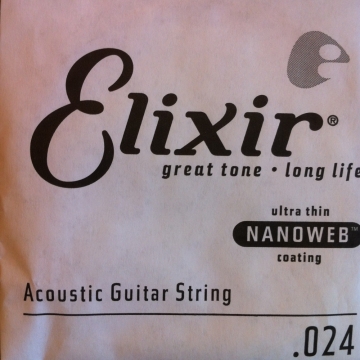 Elixir®
great tone • long life
ultra thin
NANOWEB™
coating
Acoustic Guitar String
.024